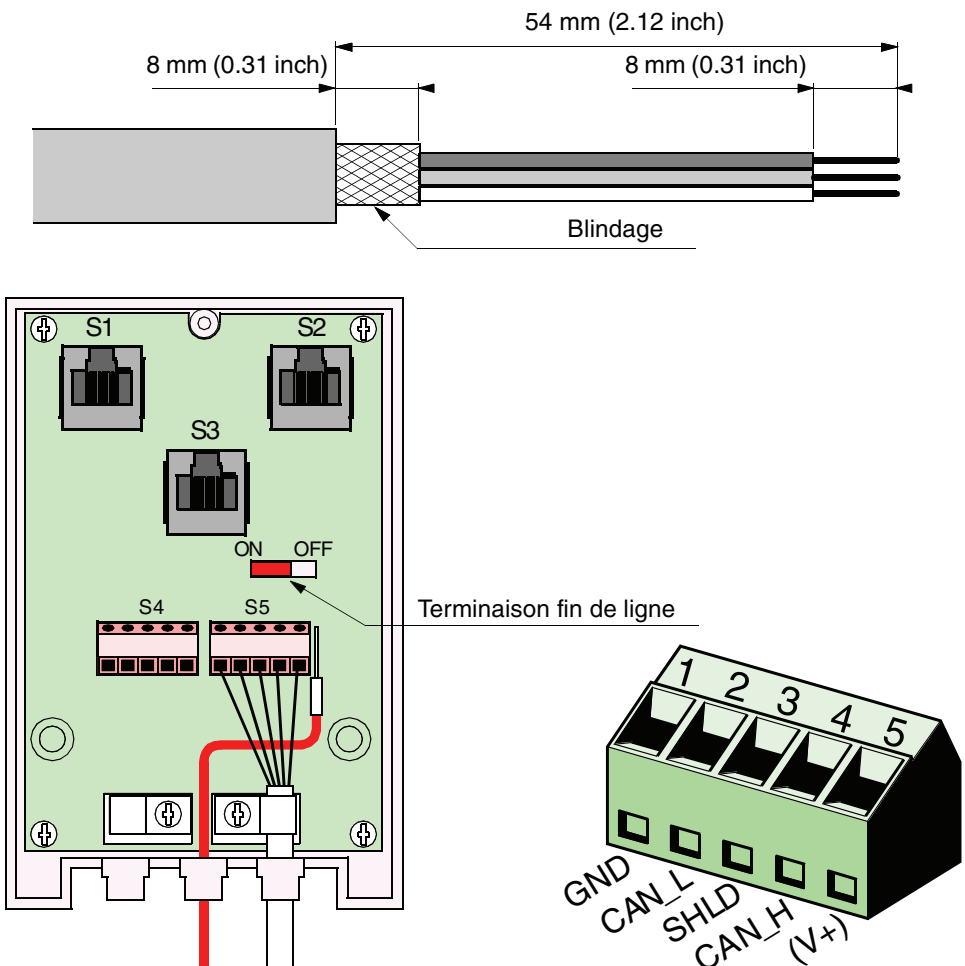 54 mm (2.12 inch)
8 mm (0.31 inch)
8 mm (0.31 inch)
Blindage
S1
S2
S3
ON
OFF
S4
S5
Terminaison fin de ligne
1
2
3
4
5
GND
CAN_L
SHLD
CAN_H
(V+)